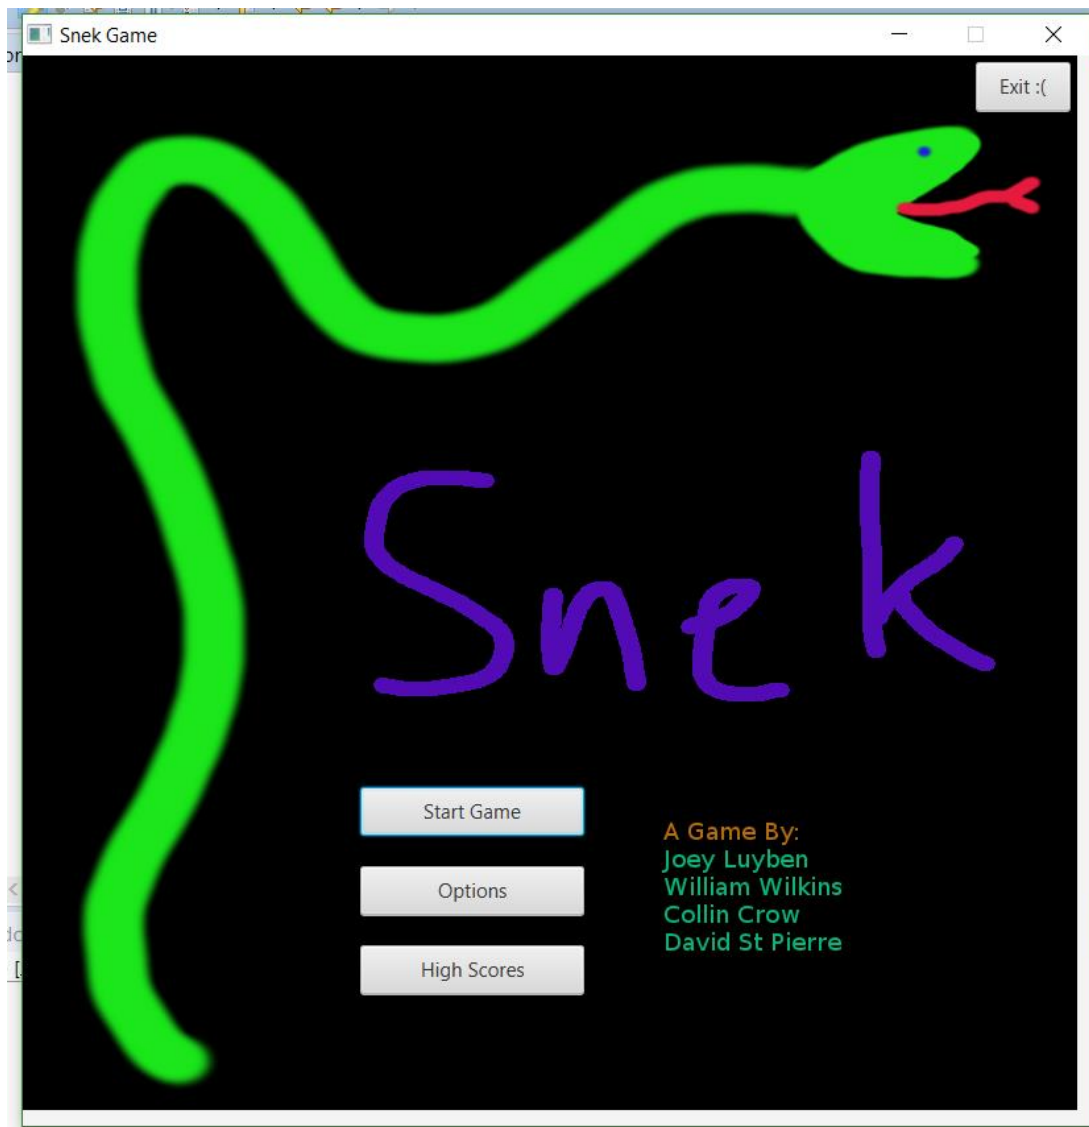 Snek Game
Exit :(
Snek
Start Game
Options
High Scores
A Game By:
Joey Luyben
William Wilkins
Collin Crow
David St Pierre